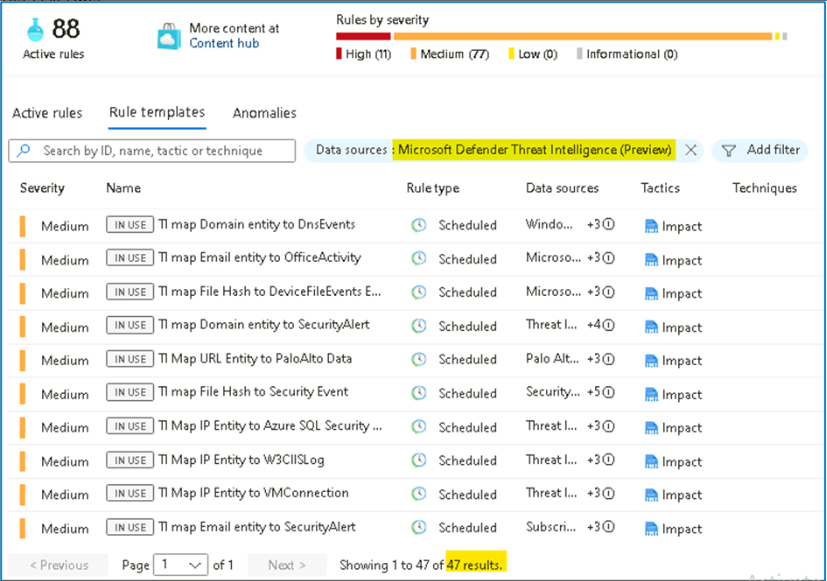 88
Active rules
More content at
Content hub
Rules by severity
High (11) Medium (77) Low (0) Informational (0)
Active rules Rule templates Anomalies
Search by ID, name, tactic or technique Data sources : Microsoft Defender Threat Intelligence (Preview) Add filter
Severity Name Rule type Data sources Tactics Techniques
Medium IN USE TI map Domain entity to DnsEvents Scheduled Windo... +3 Impact
Medium IN USE TI map Email entity to OfficeActivity Scheduled Microso... +3 Impact
Medium IN USE TI map File Hash to DeviceFileEvents E... Scheduled Microso... +3 Impact
Medium IN USE TI map Domain entity to SecurityAlert Scheduled Threat I... +4 Impact
Medium IN USE TI Map URL Entity to PaloAlto Data Scheduled Palo Alt... +3 Impact
Medium IN USE TI map File Hash to Security Event Scheduled Security... +5 Impact
Medium IN USE TI Map IP Entity to Azure SQL Security ... Scheduled Threat I... +3 Impact
Medium IN USE TI Map IP Entity to W3CIISLog Scheduled Threat I... +3 Impact
Medium IN USE TI Map IP Entity to VMConnection Scheduled Threat I... +3 Impact
Medium IN USE TI map Email entity to SecurityAlert Scheduled Subscri... +3 Impact
< Previous Page 1 of 1 Next > Showing 1 to 47 of 47 results.